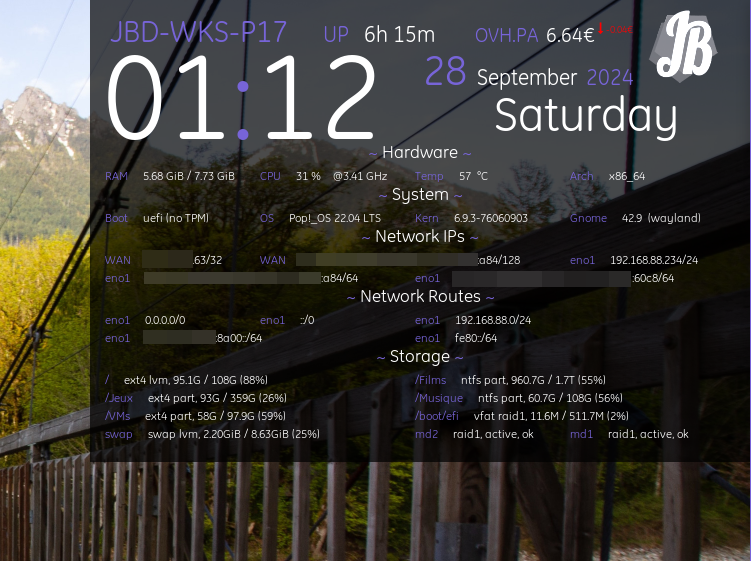 JBD-WKS-P17 UP 6h 15m OVH.PA 6.64€
JB
01:12 28 September 2024
Saturday
~ Hardware ~
RAM 5.68 GiB / 7.73 GiB CPU 31 % @3.41 GHz Temp 57 °C Arch x86_64
~ System ~
Boot uefi (no TPM) OS Pop!_OS 22.04 LTS Kern 6.9.3-76060903 Gnome 42.9 (wayland)
~ Network IPs ~
WAN .63/32 WAN :a84/128 eno1 192.168.88.234/24
eno1 :a84/64 eno1 :60c8/64
~ Network Routes ~
eno1 0.0.0.0/0 eno1 ::/0 eno1 192.168.88.0/24
eno1 :8a00::/64 eno1 fe80::/64
~ Storage ~
/ ext4 lvm, 95.1G / 108G (88%) /Films ntfs part, 960.7G / 1.7T (55%)
/Jeux ext4 part, 93G / 359G (26%) /Musique ntfs part, 60.7G / 108G (56%)
/VMs ext4 part, 58G / 97.9G (59%) /boot/efi vfat raid1, 11.6M / 511.7M (2%)
swap swap lvm, 2.20GiB / 8.63GiB (25%) md2 raid1, active, ok md1 raid1, active, ok